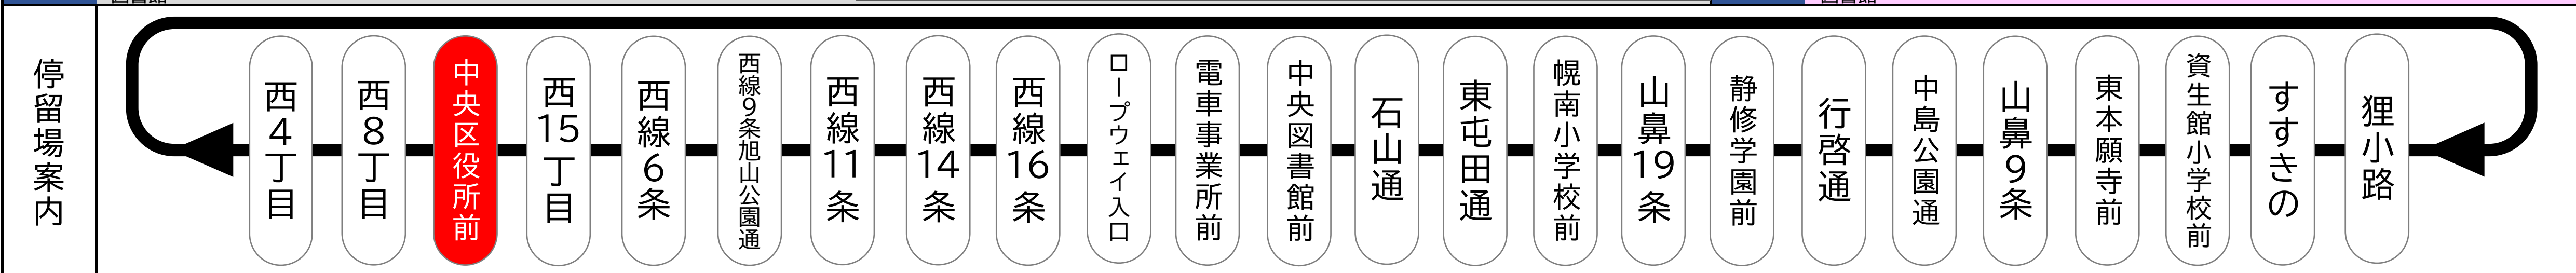 停留場案内
西4丁目
西8丁目
中央区役所前
西15丁目
西線6条
西線9条旭山公園通
西線11条
西線14条
西線16条
ロープウェイ入口
電車事業所前
中央図書館前
石山通
東屯田通
幌南小学校前
山鼻19条
静修学園前
行啓通
中島公園通
山鼻9条
東本願寺前
資生館小学校前
すすきの
狸小路